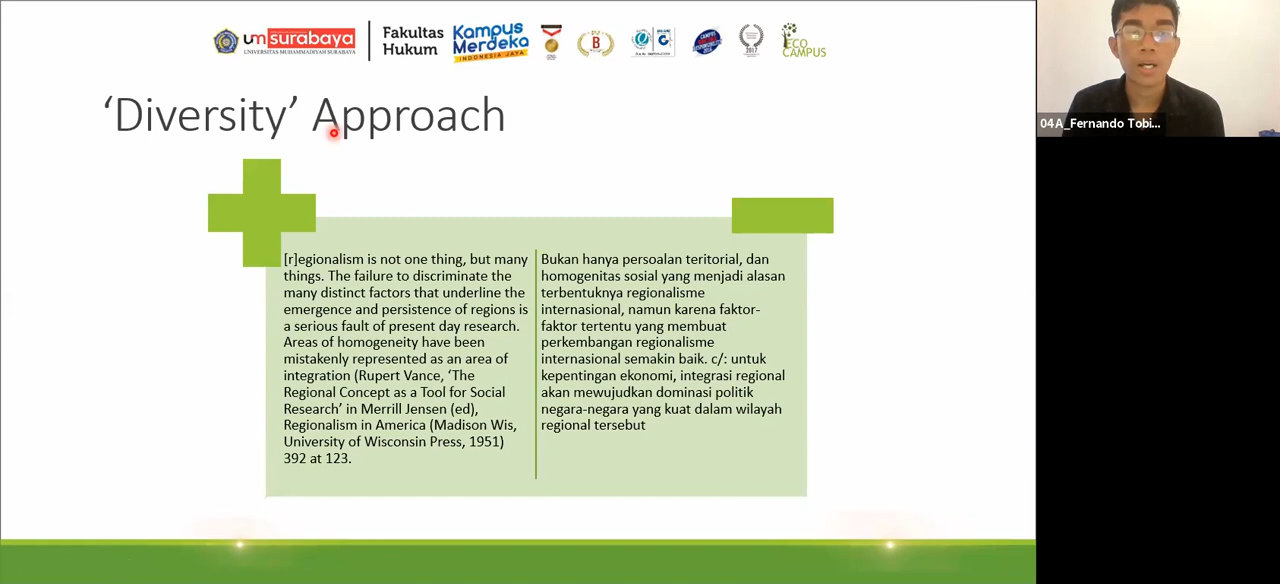 umsurabaya
UNIVERSITAS MUHAMMADIYAH SURABAYA
Fakultas
Hukum
Kampus
Merdeka
INDONESIA JAYA
B
2017
ECO
CAMPUS
‘Diversity’ Approach
[r]egionalism is not one thing, but many
things. The failure to discriminate the
many distinct factors that underline the
emergence and persistence of regions is
a serious fault of present day research.
Areas of homogeneity have been
mistakenly represented as an area of
integration (Rupert Vance, ‘The
Regional Concept as a Tool for Social
Research’ in Merrill Jensen (ed),
Regionalism in America (Madison Wis,
University of Wisconsin Press, 1951)
392 at 123.
Bukan hanya persoalan teritorial, dan
homogenitas sosial yang menjadi alasan
terbentuknya regionalisme
internasional, namun karena faktor-
faktor tertentu yang membuat
perkembangan regionalisme
internasional semakin baik. c/: untuk
kepentingan ekonomi, integrasi regional
akan mewujudkan dominasi politik
negara-negara yang kuat dalam wilayah
regional tersebut
04A_Fernando Tobi...